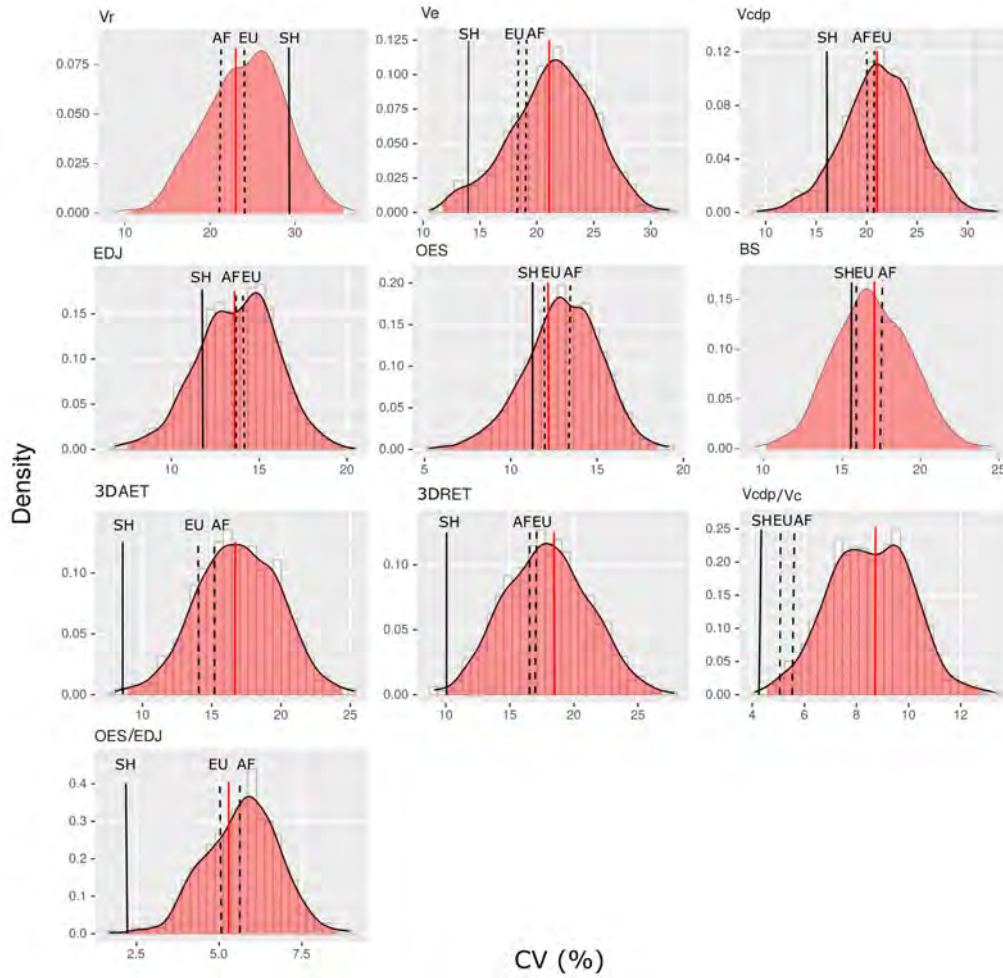 Vr
AF EU SH
0.075
0.050
0.025
0.000
10 20 30
Ve
EU AF
SH
0.125
0.100
0.075
0.050
0.025
0.000
10 15 20 25 30
Vcdp
SH AF EU
0.12
0.08
0.04
0.00
10 15 20 25 30
EDJ
SH AF EU
0.15
0.10
0.05
0.00
10 15 20
OES
SH EU AF
0.20
0.15
0.10
0.05
0.00
5 10 15 20
BS
SH EU AF
0.15
0.10
0.05
0.00
10 15 20 25
3DAET
SH EU AF
0.10
0.05
0.00
10 15 20 25
3DRET
SH AF EU
0.10
0.05
0.00
10 15 20 25
Vcdp/Vc
SH EU AF
0.25
0.20
0.15
0.10
0.05
0.00
4 6 8 10 12
OES/EDJ
SH EU AF
0.4
0.3
0.2
0.1
0.0
2.5 5.0 7.5
Density
CV (%)